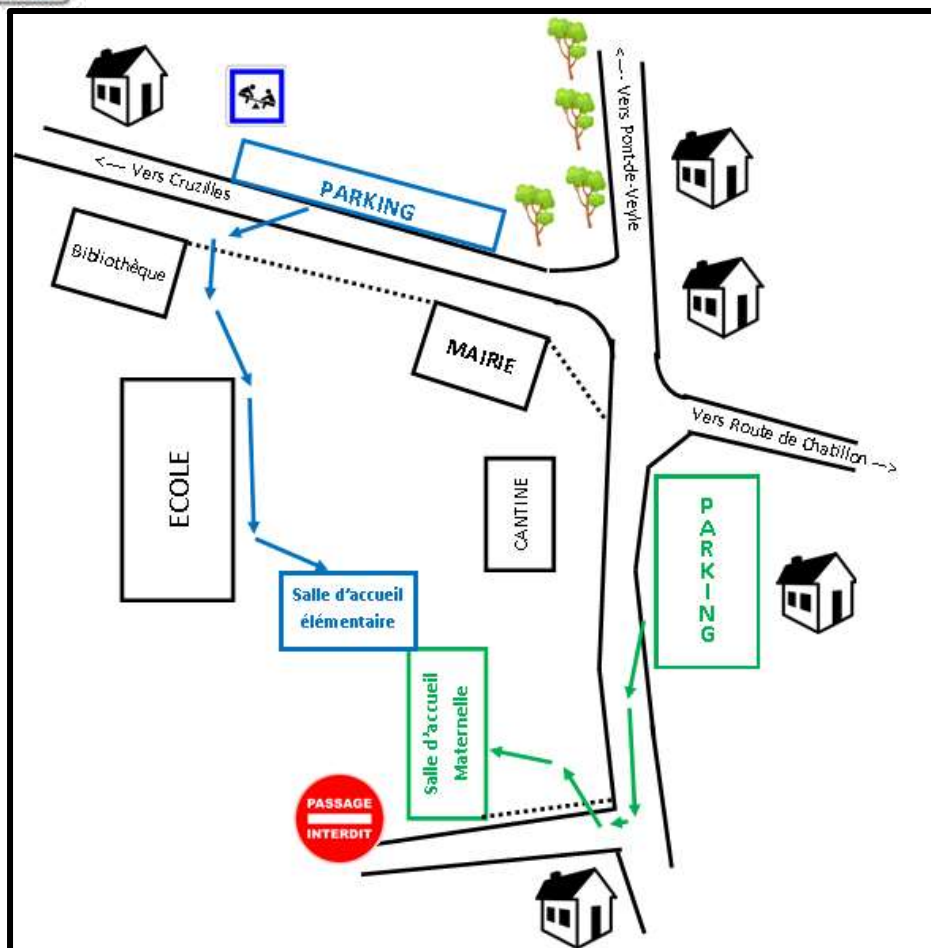 <---- Vers Pont-de-Veyle
<---- Vers Cruzilles
PARKING
Bibliothèque
MAIRIE
Vers Route de Chatillon --->
ECOLE
CANTINE
PARKING
Salle d'accueil
élémentaire
Salle d'accueil
Maternelle
PASSAGE
INTERDIT